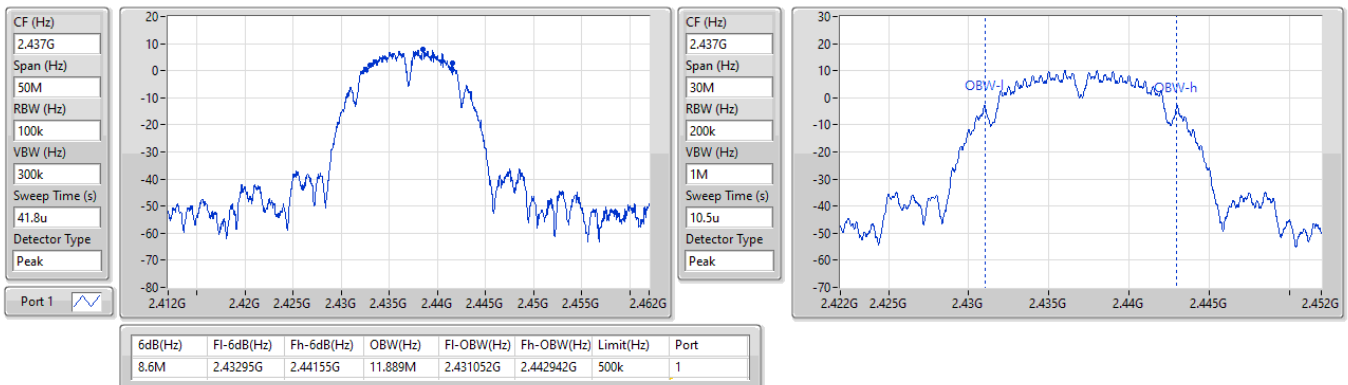 CF (Hz)
2.437G
Span (Hz)
50M
RBW (Hz)
100k
VBW (Hz)
300k
Sweep Time (s)
41.8u
Detector Type
Peak
Port 1
20-
10-
0-
-10-
-20-
-30-
-40-
-50-
-60-
-70-
-80-
2.412G 2.42G 2.425G 2.43G 2.435G 2.44G 2.445G 2.45G 2.455G 2.462G
CF (Hz)
2.437G
Span (Hz)
30M
RBW (Hz)
200k
VBW (Hz)
1M
Sweep Time (s)
10.5u
Detector Type
Peak
30-
20-
10-
0-
-10-
-20-
-30-
-40-
-50-
-60-
-70-
OBW-l OBW-h
2.422G 2.425G 2.43G 2.435G 2.44G 2.445G 2.452G
6dB(Hz) Fl-6dB(Hz) Fh-6dB(Hz) OBW(Hz) Fl-OBW(Hz) Fh-OBW(Hz) Limit(Hz) Port
8.6M 2.43295G 2.44155G 11.889M 2.431052G 2.442942G 500k 1